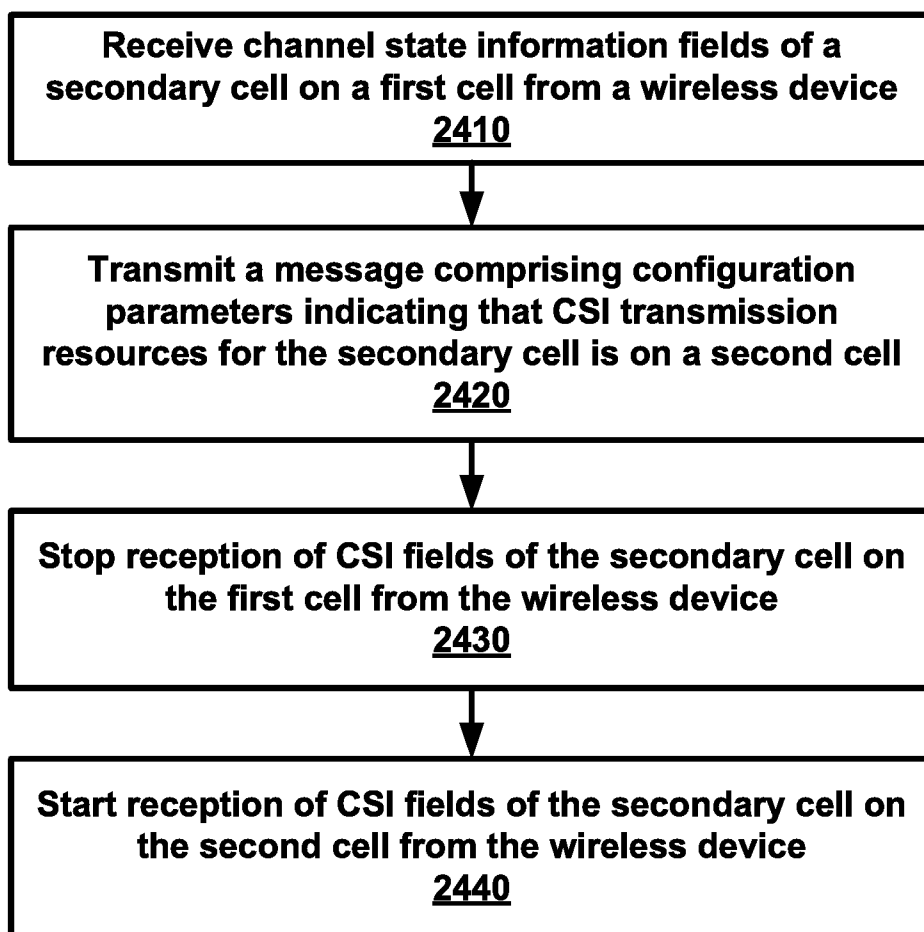 Receive channel state information fields of a
secondary cell on a first cell from a wireless device
2410
Transmit a message comprising configuration
parameters indicating that CSI transmission
resources for the secondary cell is on a second cell
2420
Stop reception of CSI fields of the secondary cell on
the first cell from the wireless device
2430
Start reception of CSI fields of the secondary cell on
the second cell from the wireless device
2440